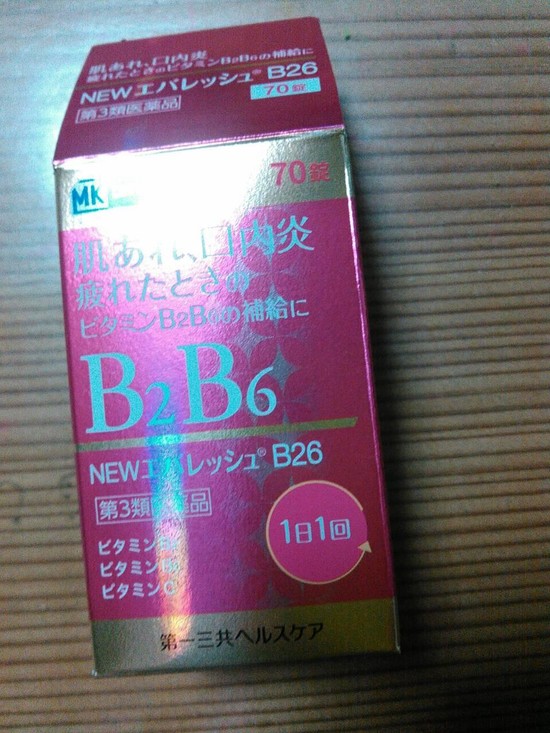 肌あれ、口内炎
疲れたときのビタミンB2B6の補給に
NEWエバレッシュ® B26
70錠
第3類医薬品
MK
70錠
肌あれ、口内炎
疲れたときの
ビタミンB2B6の補給に
B2B6
NEWエバレッシュ® B26
第3類医薬品
1日1回
ビタミン
ビタミン
ビタミンC
第一三共ヘルスケア